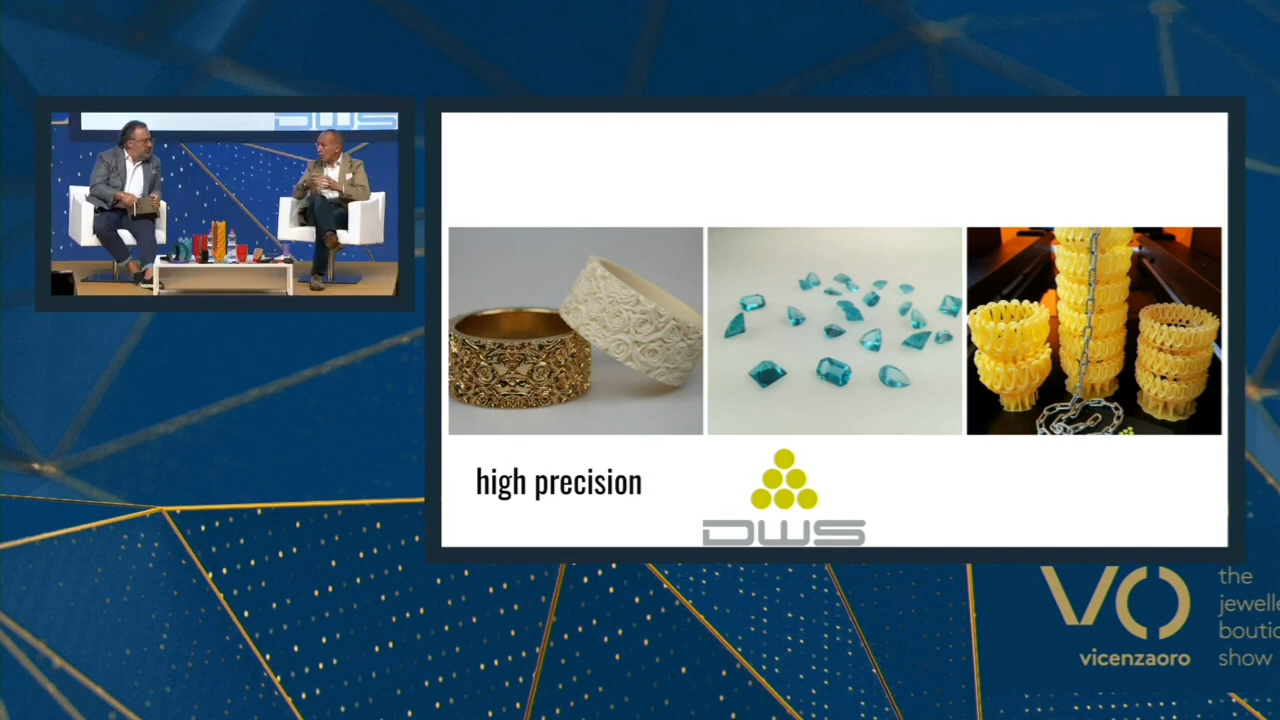 DWS
high precision
DWS
VO
vicenzaoro
the
jewelle
boutic
show